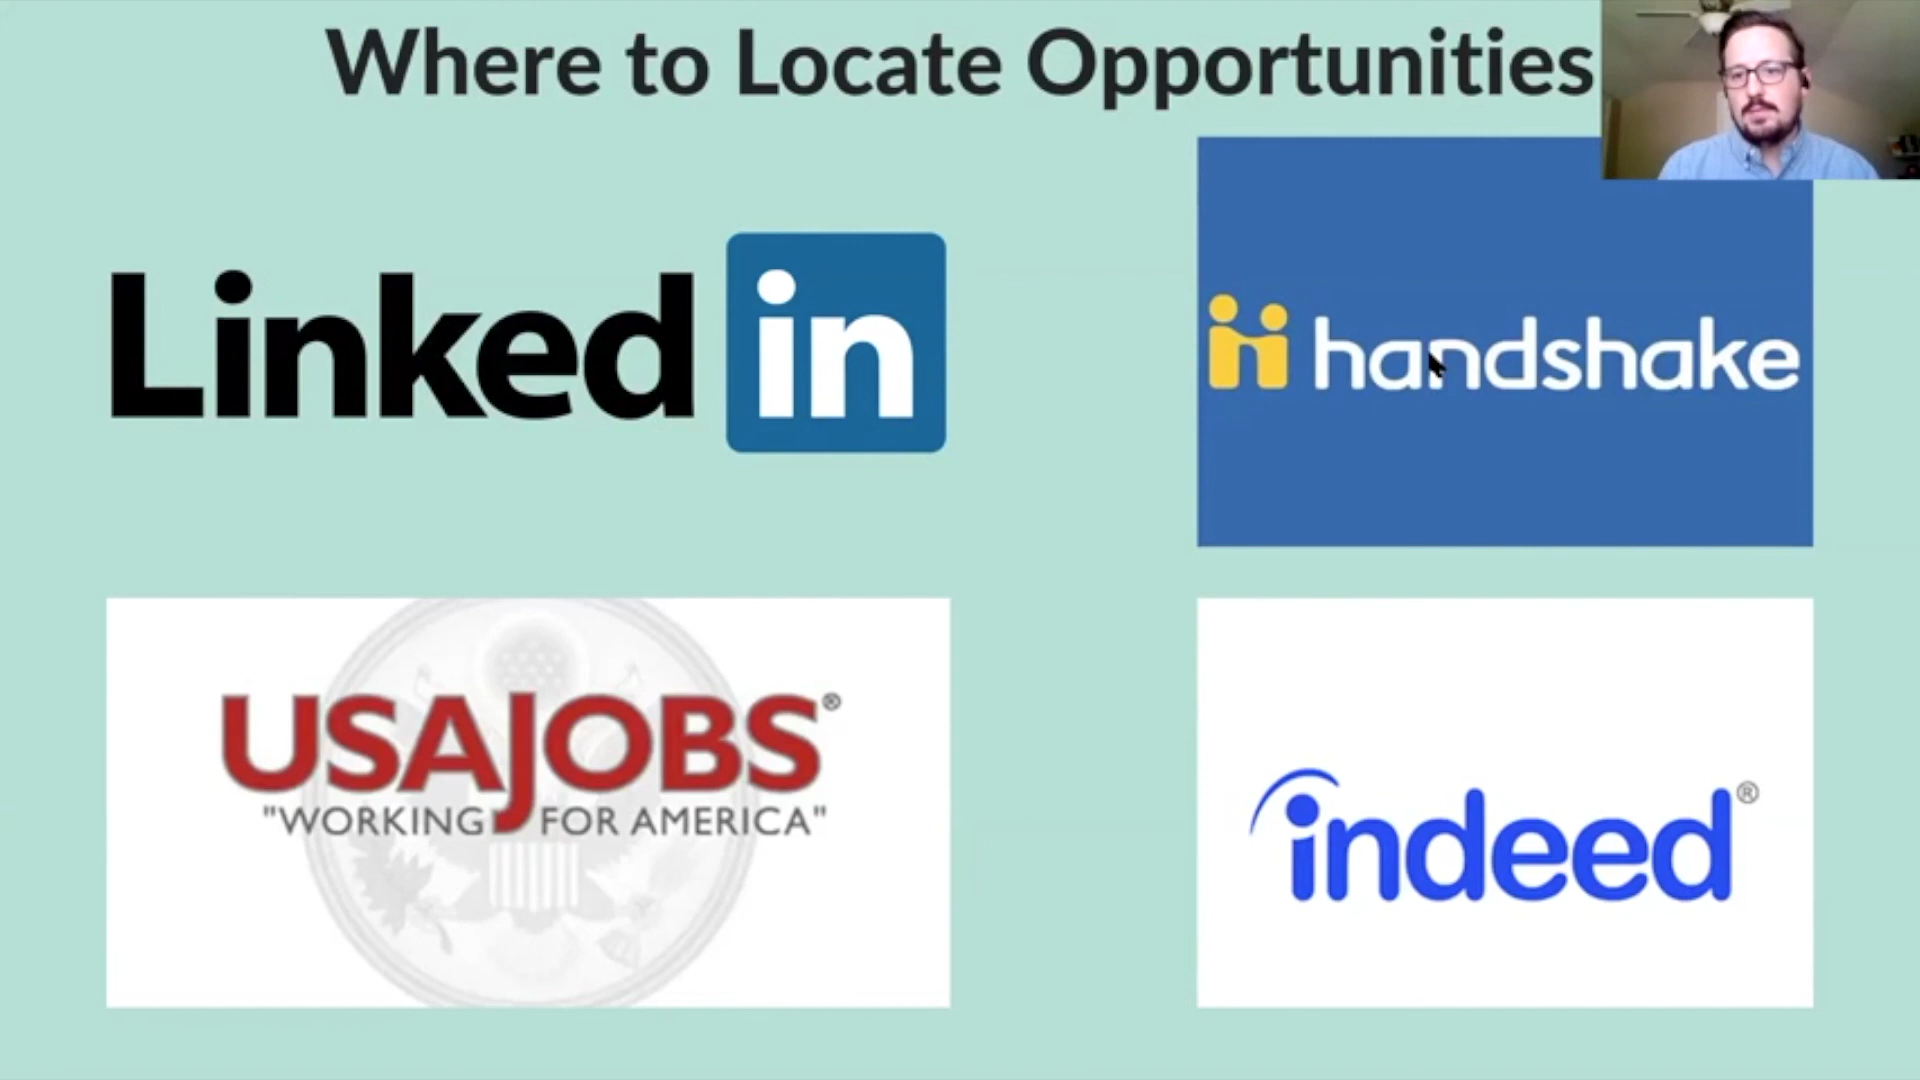 Where to Locate Opportunities
Linked in
handshake
USAJOBS®
"WORKING FOR AMERICA"
indeed®